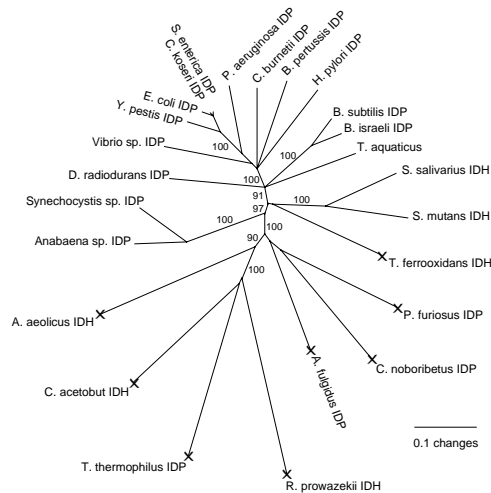 S. enterica IDP
C. koseri IDP
P. aeruginosa IDP
C. burnetii IDP
B. pertussis IDP
H. pylori IDP
E. coli IDP
Y. pestis IDP
B. subtilis IDP
B. israeli IDP
Vibrio sp. IDP
100
100
T. aquaticus
D. radiodurans IDP
100
S. salivarius IDH
91
100
Synechocystis sp. IDP
97
S. mutans IDH
100
100
Anabaena sp. IDP
90
T. ferrooxidans IDH
100
A. aeolicus IDH
P. furiosus IDP
A. fulgidus IDP
C. noboribetus IDP
C. acetobut IDH
0.1 changes
T. thermophilus IDP
R. prowazekii IDH